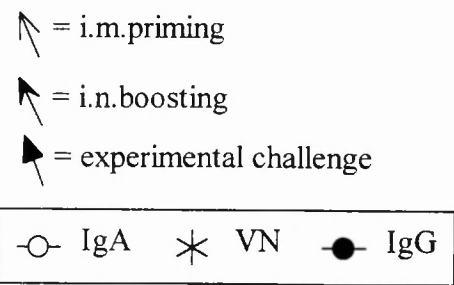 = i.m.priming
= i.n.boosting
= experimental challenge
IgA VN IgG